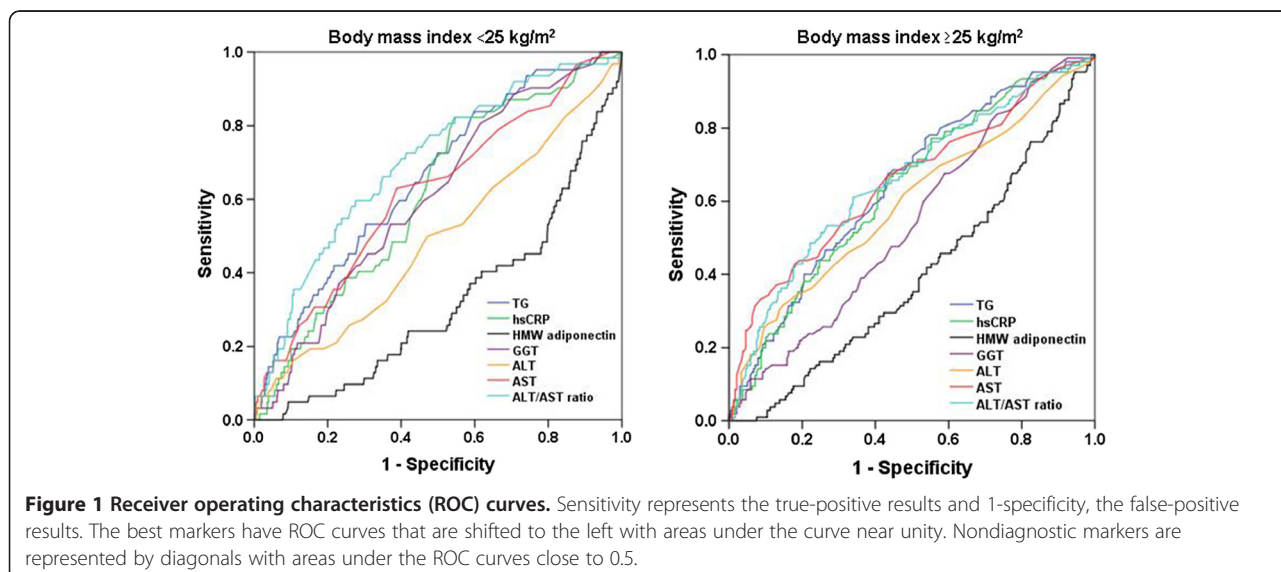 Body mass index <25 kg/m²
1.0
0.8
0.6
0.4
0.2
0.0
Sensitivity
TG
hsCRP
HMW adiponectin
GGT
ALT
AST
ALT/AST ratio
0.0 0.2 0.4 0.6 0.8 1.0
1 - Specificity
Body mass index ≧25 kg/m²
1.0
0.8
0.6
0.4
0.2
0.0
Sensitivity
TG
hsCRP
HMW adiponectin
GGT
ALT
AST
ALT/AST ratio
0.0 0.2 0.4 0.6 0.8 1.0
1 - Specificity
Figure 1 Receiver operating characteristics (ROC) curves. Sensitivity represents the true-positive results and 1-specificity, the false-positive
results. The best markers have ROC curves that are shifted to the left with areas under the curve near unity. Nondiagnostic markers are
represented by diagonals with areas under the ROC curves close to 0.5.